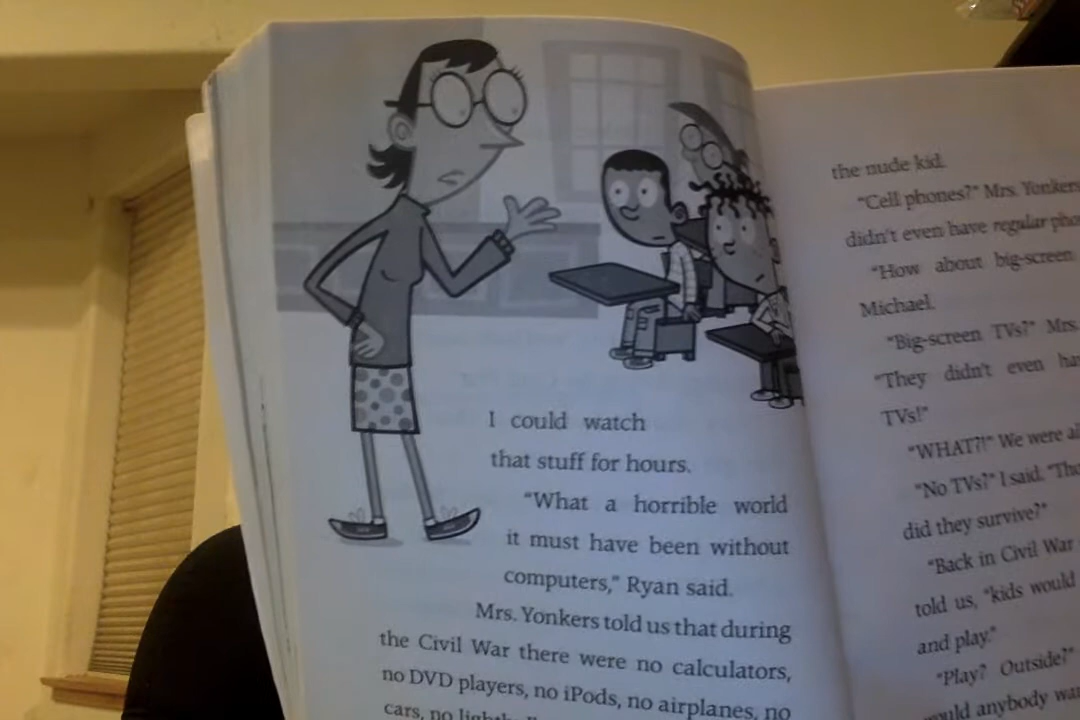 I could watch
that stuff for hours.
"What a horrible world
it must have been without
computers," Ryan said.
Mrs. Yonkers told us that during
the Civil War there were no calculators,
no DVD players, no iPods, no airplanes, no
cars, no
the nude kid.
"Cell phones?" Mrs. Yonkers
didn't even have regular
"How about big-screen
Michael.
"Big-screen TVs?" Mrs.
"They didn't even
TVs!"
"WHAT?!" We were
"No TVs?" I said.
did they survive?"
"Back in Civil War
told us, "kids would
and play."
"Play? Outside?"
would anybody